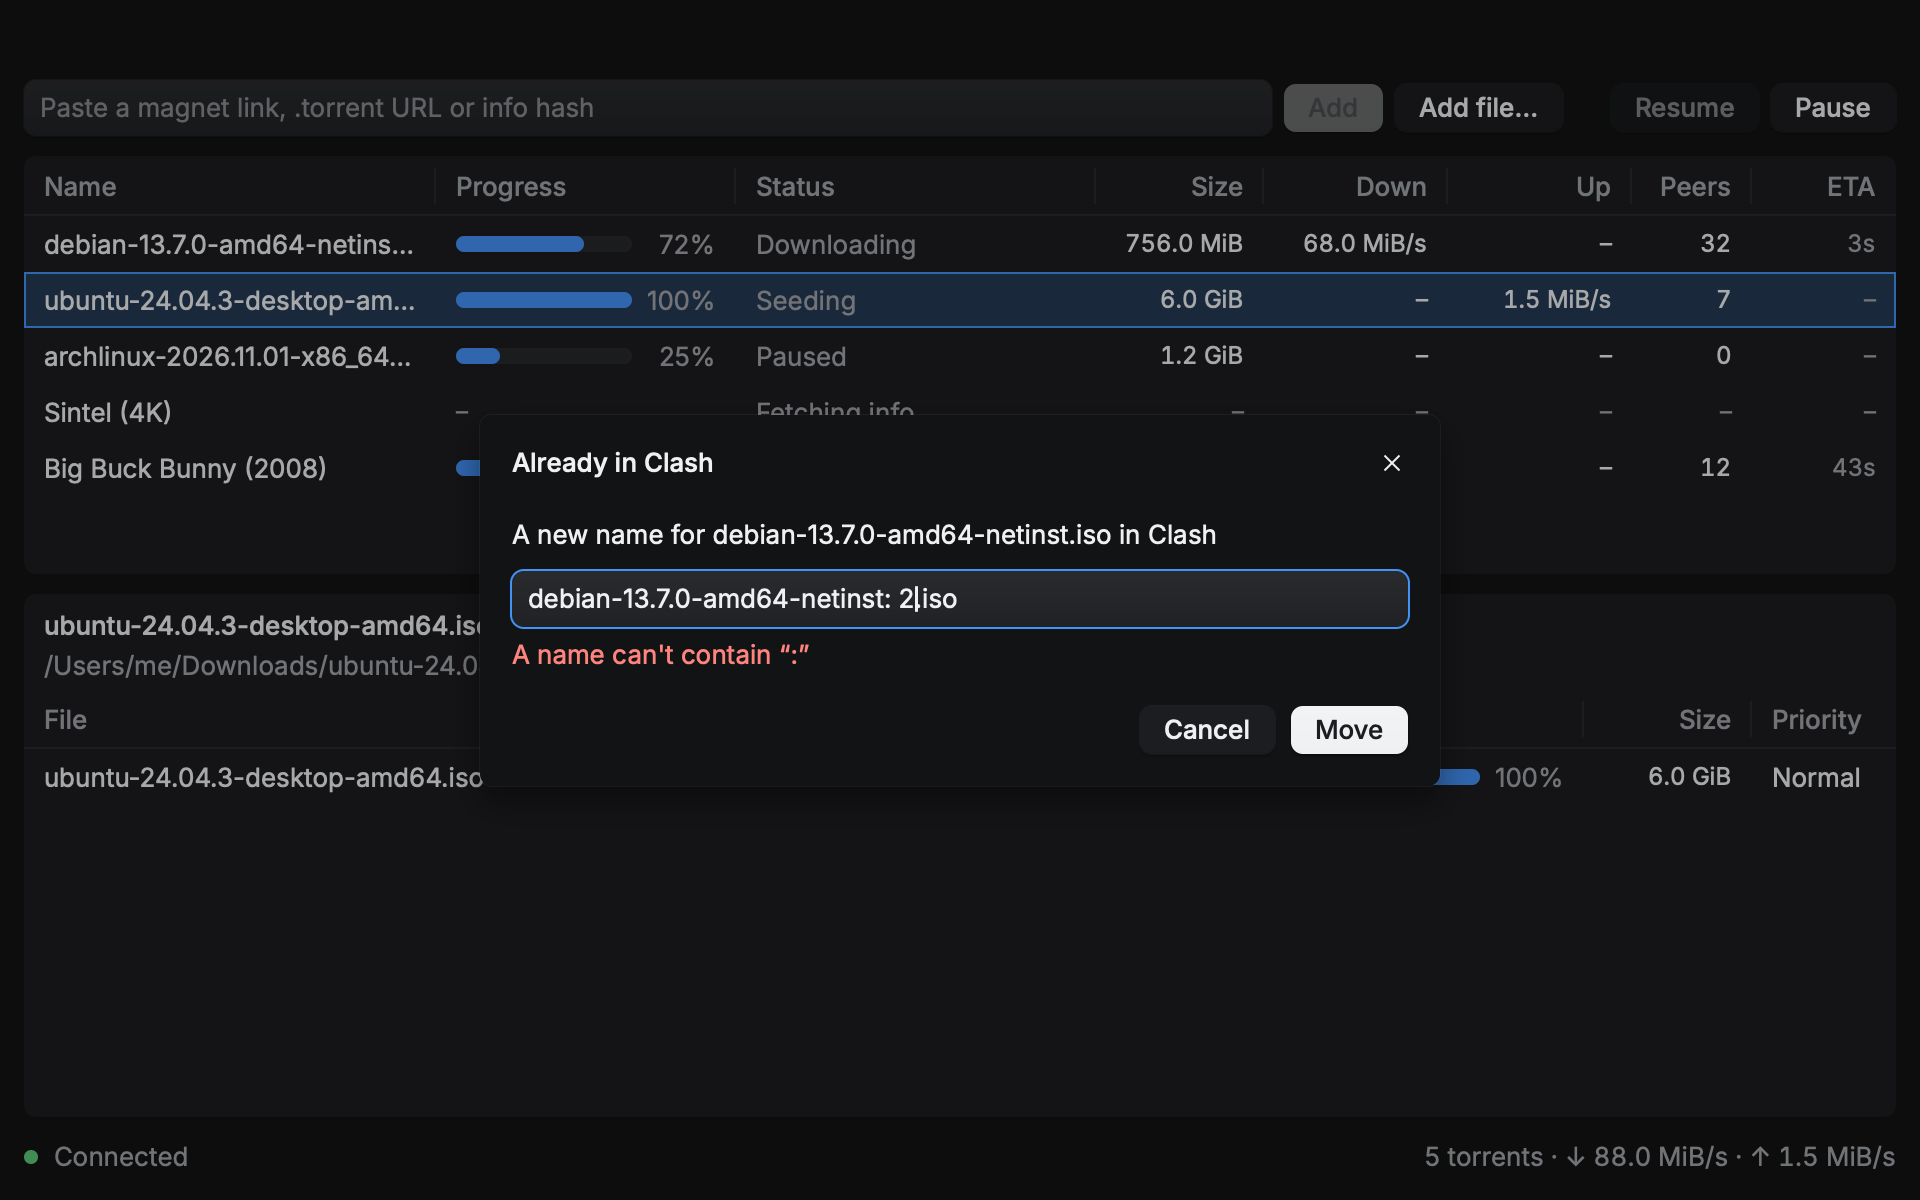 Paste a magnet link, .torrent URL or info hash Add Add file... Resume Pause
Name Progress Status Size Down Up Peers ETA
debian-13.7.0-amd64-netins... 72% Downloading 756.0 MiB 68.0 MiB/s – 32 3s
ubuntu-24.04.3-desktop-am... 100% Seeding 6.0 GiB – 1.5 MiB/s 7 –
archlinux-2026.11.01-x86_64... 25% Paused 1.2 GiB – – 0 –
Sintel (4K) – Fetching info – – – – –
Big Buck Bunny (2008) – 12 43s
Already in Clash
A new name for debian-13.7.0-amd64-netinst.iso in Clash
debian-13.7.0-amd64-netinst: 2.iso
A name can't contain “:”
Cancel Move
ubuntu-24.04.3-desktop-amd64.iso
/Users/me/Downloads/ubuntu-24.0
File Size Priority
ubuntu-24.04.3-desktop-amd64.iso 100% 6.0 GiB Normal
Connected 5 torrents · ↓ 88.0 MiB/s · ↑ 1.5 MiB/s